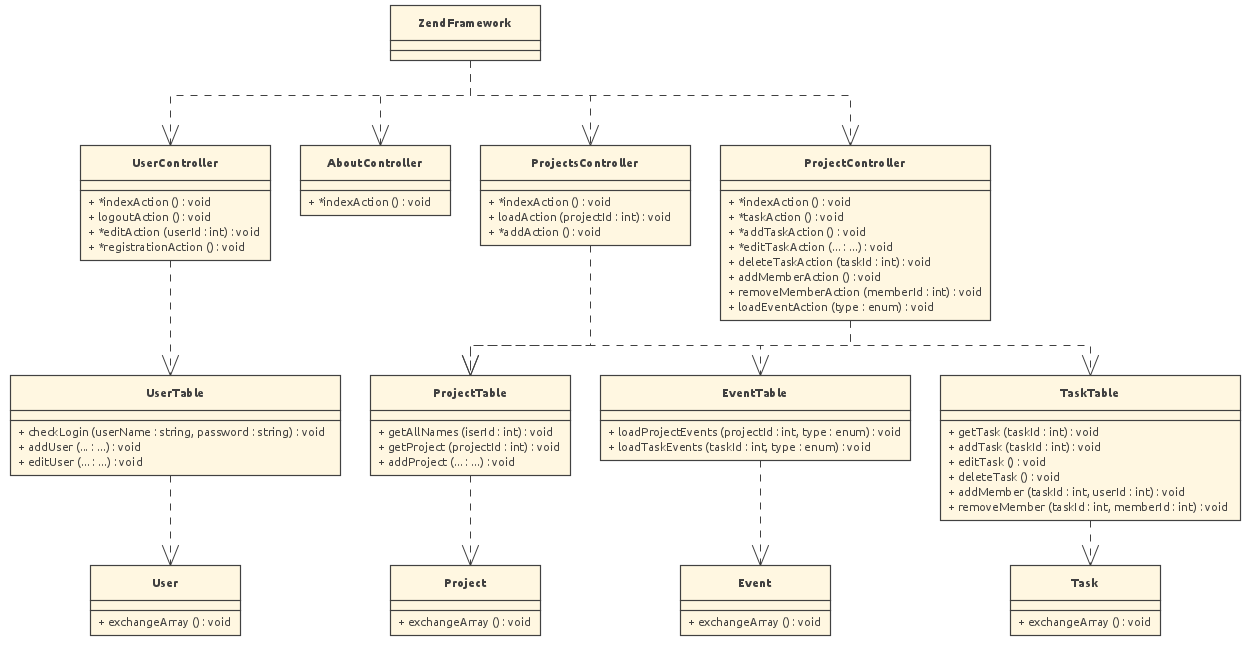 ZendFramework
UserController
+ *indexAction () : void
+ logoutAction () : void
+ *editAction (userId : int) : void
+ *registrationAction () : void
AboutController
+ *indexAction () : void
ProjectsController
+ *indexAction () : void
+ loadAction (projectId : int) : void
+ *addAction () : void
ProjectController
+ *indexAction () : void
+ *taskAction () : void
+ *addTaskAction () : void
+ *editTaskAction (... : ...) : void
+ deleteTaskAction (taskId : int) : void
+ addMemberAction () : void
+ removeMemberAction (memberId : int) : void
+ loadEventAction (type : enum) : void
UserTable
+ checkLogin (userName : string, password : string) : void
+ addUser (... : ...) : void
+ editUser (... : ...) : void
ProjectTable
+ getAllNames (iserId : int) : void
+ getProject (projectId : int) : void
+ addProject (... : ...) : void
EventTable
+ loadProjectEvents (projectId : int, type : enum) : void
+ loadTaskEvents (taskId : int, type : enum) : void
TaskTable
+ getTask (taskId : int) : void
+ addTask (taskId : int) : void
+ editTask () : void
+ deleteTask () : void
+ addMember (taskId : int, userId : int) : void
+ removeMember (taskId : int, memberId : int) : void
User
+ exchangeArray () : void
Project
+ exchangeArray () : void
Event
+ exchangeArray () : void
Task
+ exchangeArray () : void